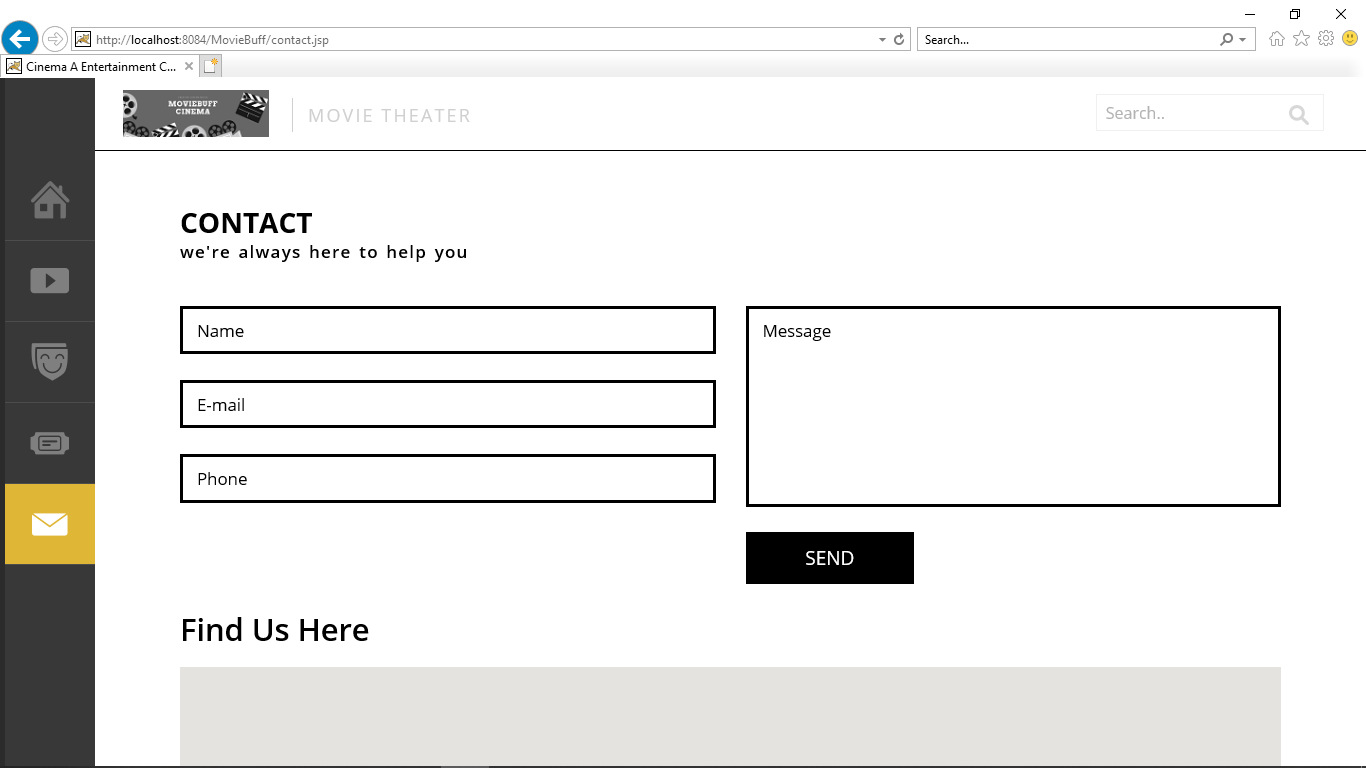 http://localhost:8084/MovieBuff/contact.jsp
Search...
Cinema A Entertainment C...
MOVIEBUFF
CINEMA
MOVIE THEATER
Search..
CONTACT
we're always here to help you
Name
Message
E-mail
Phone
SEND
Find Us Here